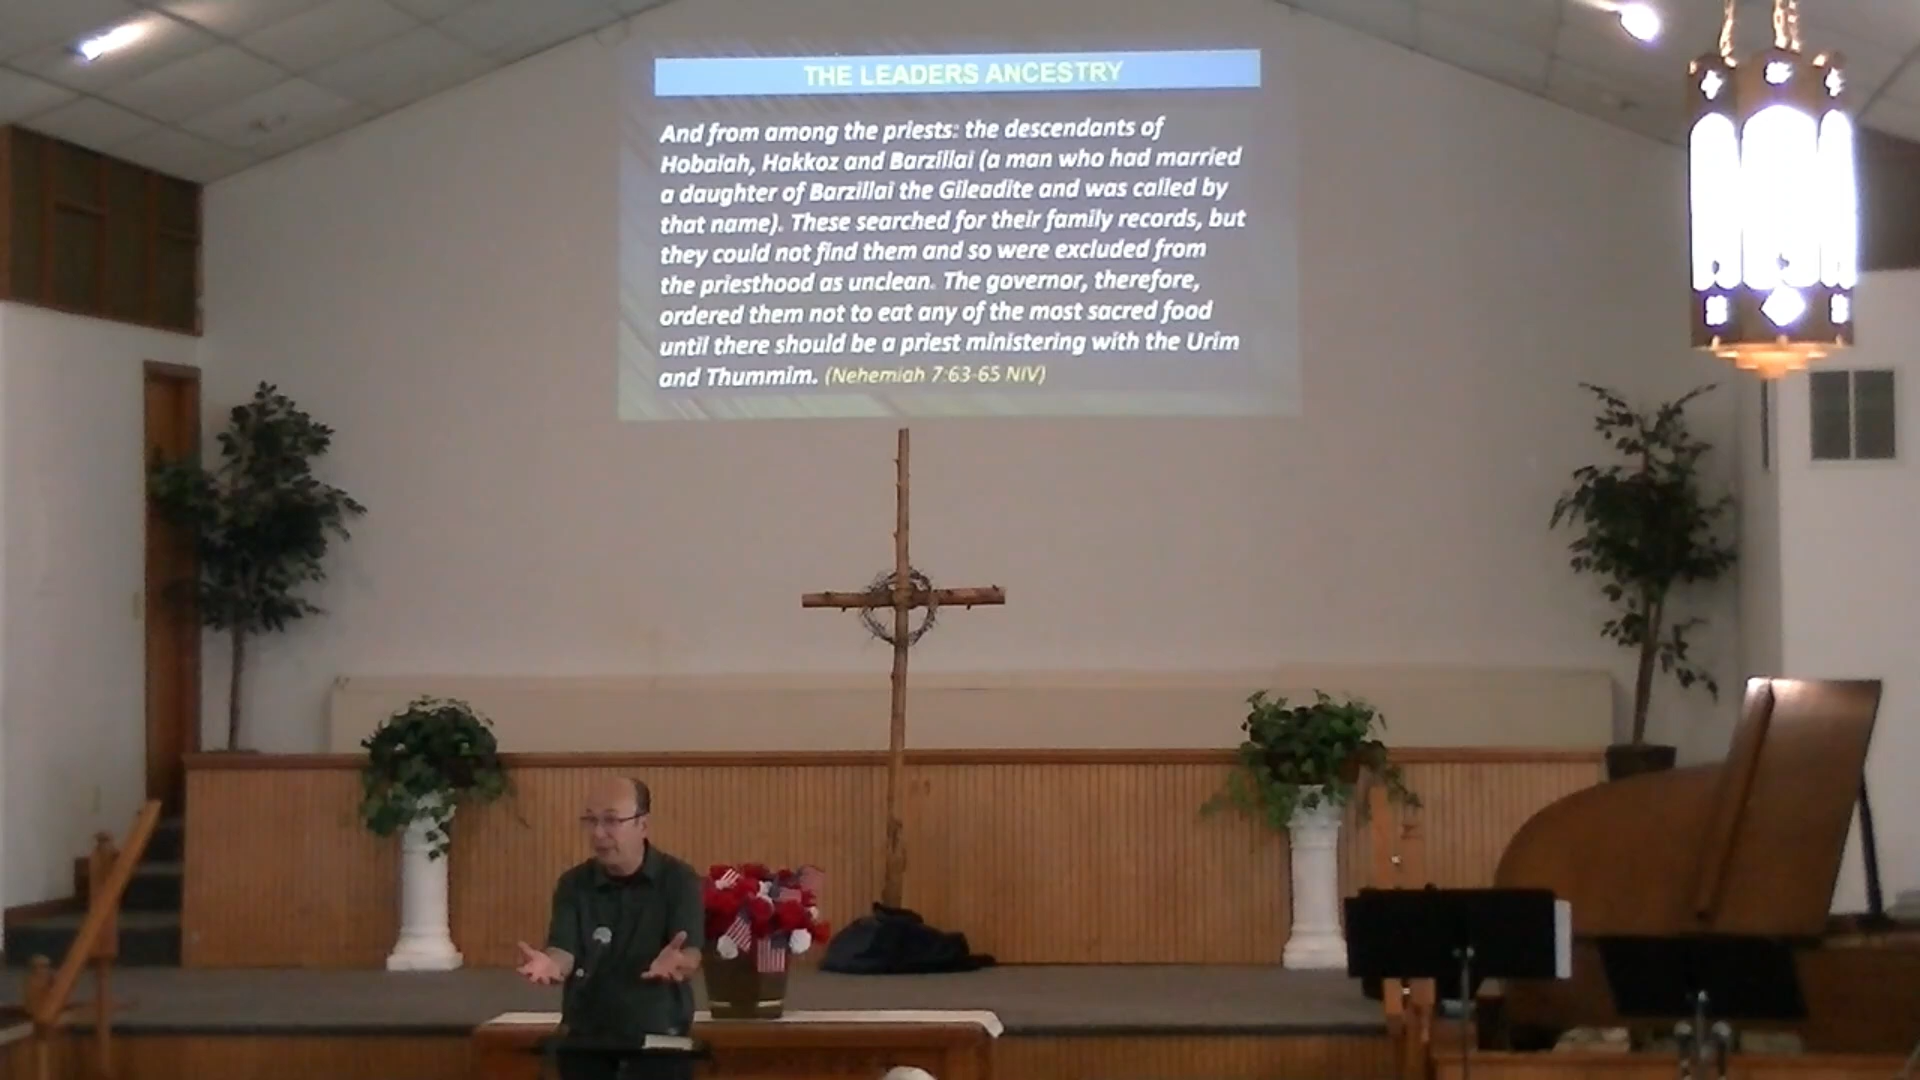 THE LEADERS ANCESTRY
And from among the priests: the descendants of
Hobaiah, Hakkoz and Barzillai (a man who had married
a daughter of Barzillai the Gileadite and was called by
that name). These searched for their family records, but
they could not find them and so were excluded from
the priesthood as unclean. The governor, therefore,
ordered them not to eat any of the most sacred food
until there should be a priest ministering with the Urim
and Thummim. (Nehemiah 7:63-65 NIV)